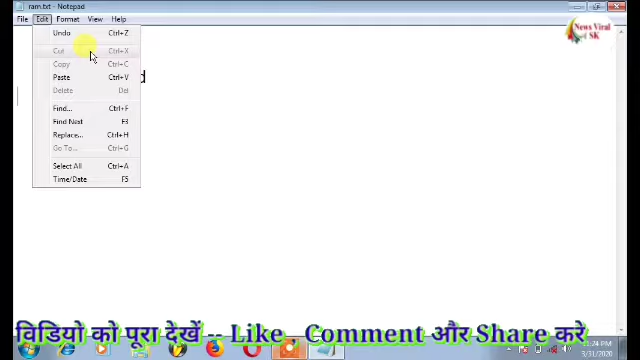 ram.txt - Notepad
File Edit Format View Help
News Viral
SK
Undo Ctrl+Z
Cut Ctrl+X
Copy Ctrl+C
Paste Ctrl+V
d
Delete Del
Find... Ctrl+F
Find Next F3
Replace... Ctrl+H
Go To... Ctrl+G
Select All Ctrl+A
Time/Date F5
विडियो को पूरा देखें -- Like , Comment और Share करें
3/31/2020